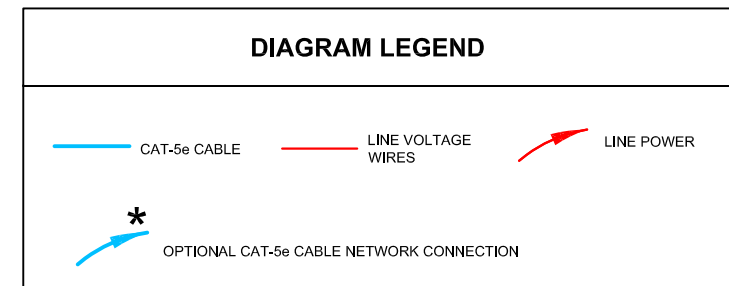 DIAGRAM LEGEND
CAT-5e CABLE
LINE VOLTAGE
WIRES
LINE POWER
*
OPTIONAL CAT-5e CABLE NETWORK CONNECTION